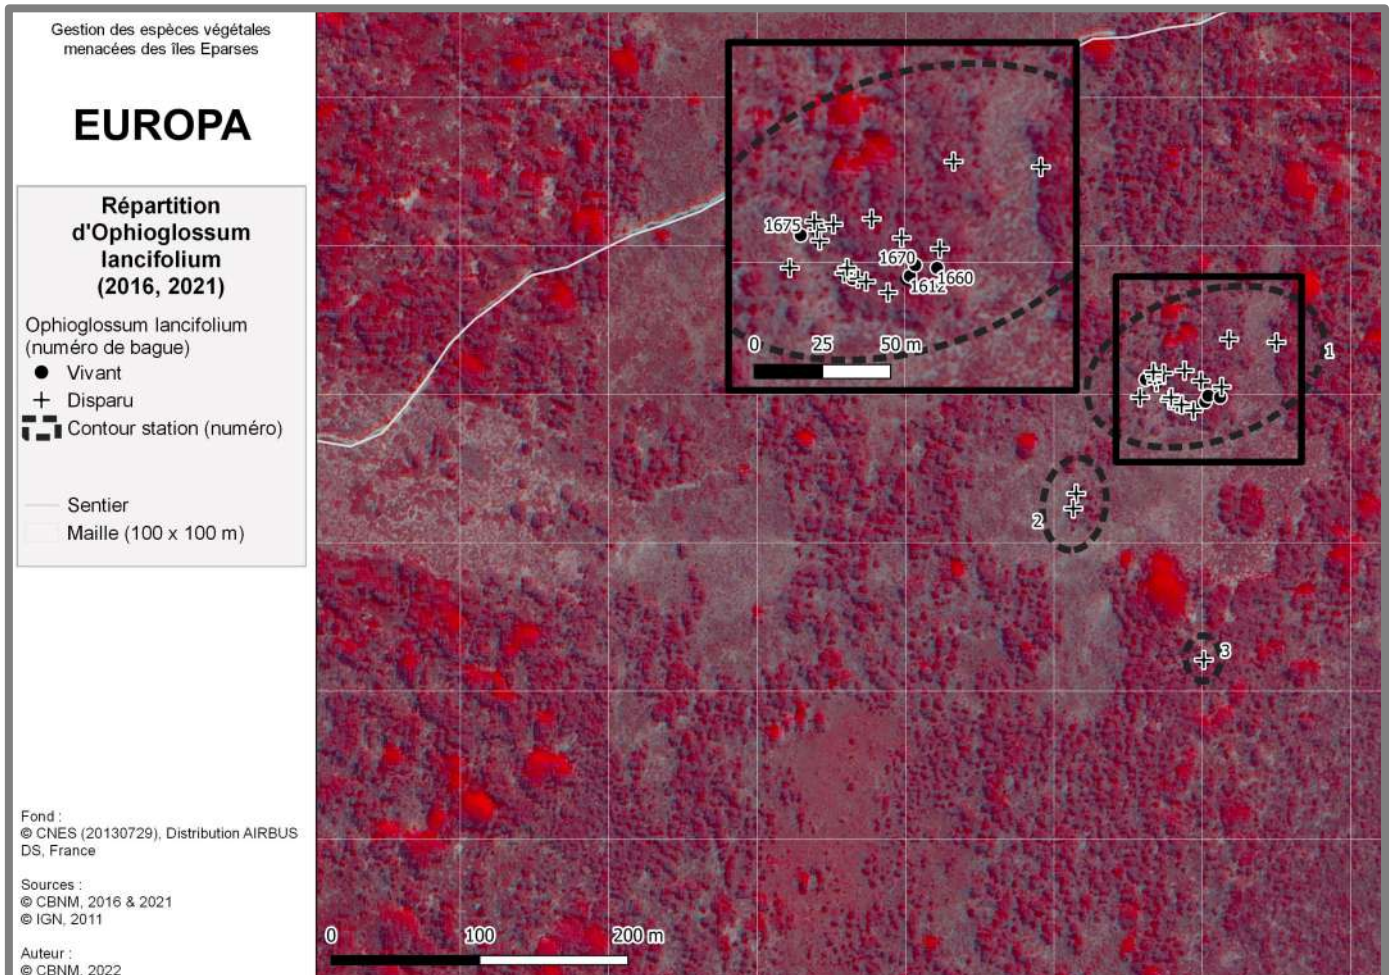 Gestion des espèces végétales
menacées des îles Eparses
EUROPA
Répartition
d'Ophioglossum
lancifolium
(2016, 2021)
Ophioglossum lancifolium
(numéro de bague)
Vivant
Disparu
Contour station (numéro)
Sentier
Maille (100 x 100 m)
Fond :
© CNES (20130729), Distribution AIRBUS
DS, France
Sources :
© CBNM, 2016 & 2021
© IGN, 2011
Auteur :
© CBNM, 2022
1675
1670
1660
1612
0 25 50 m
1
2
3
0 100 200 m